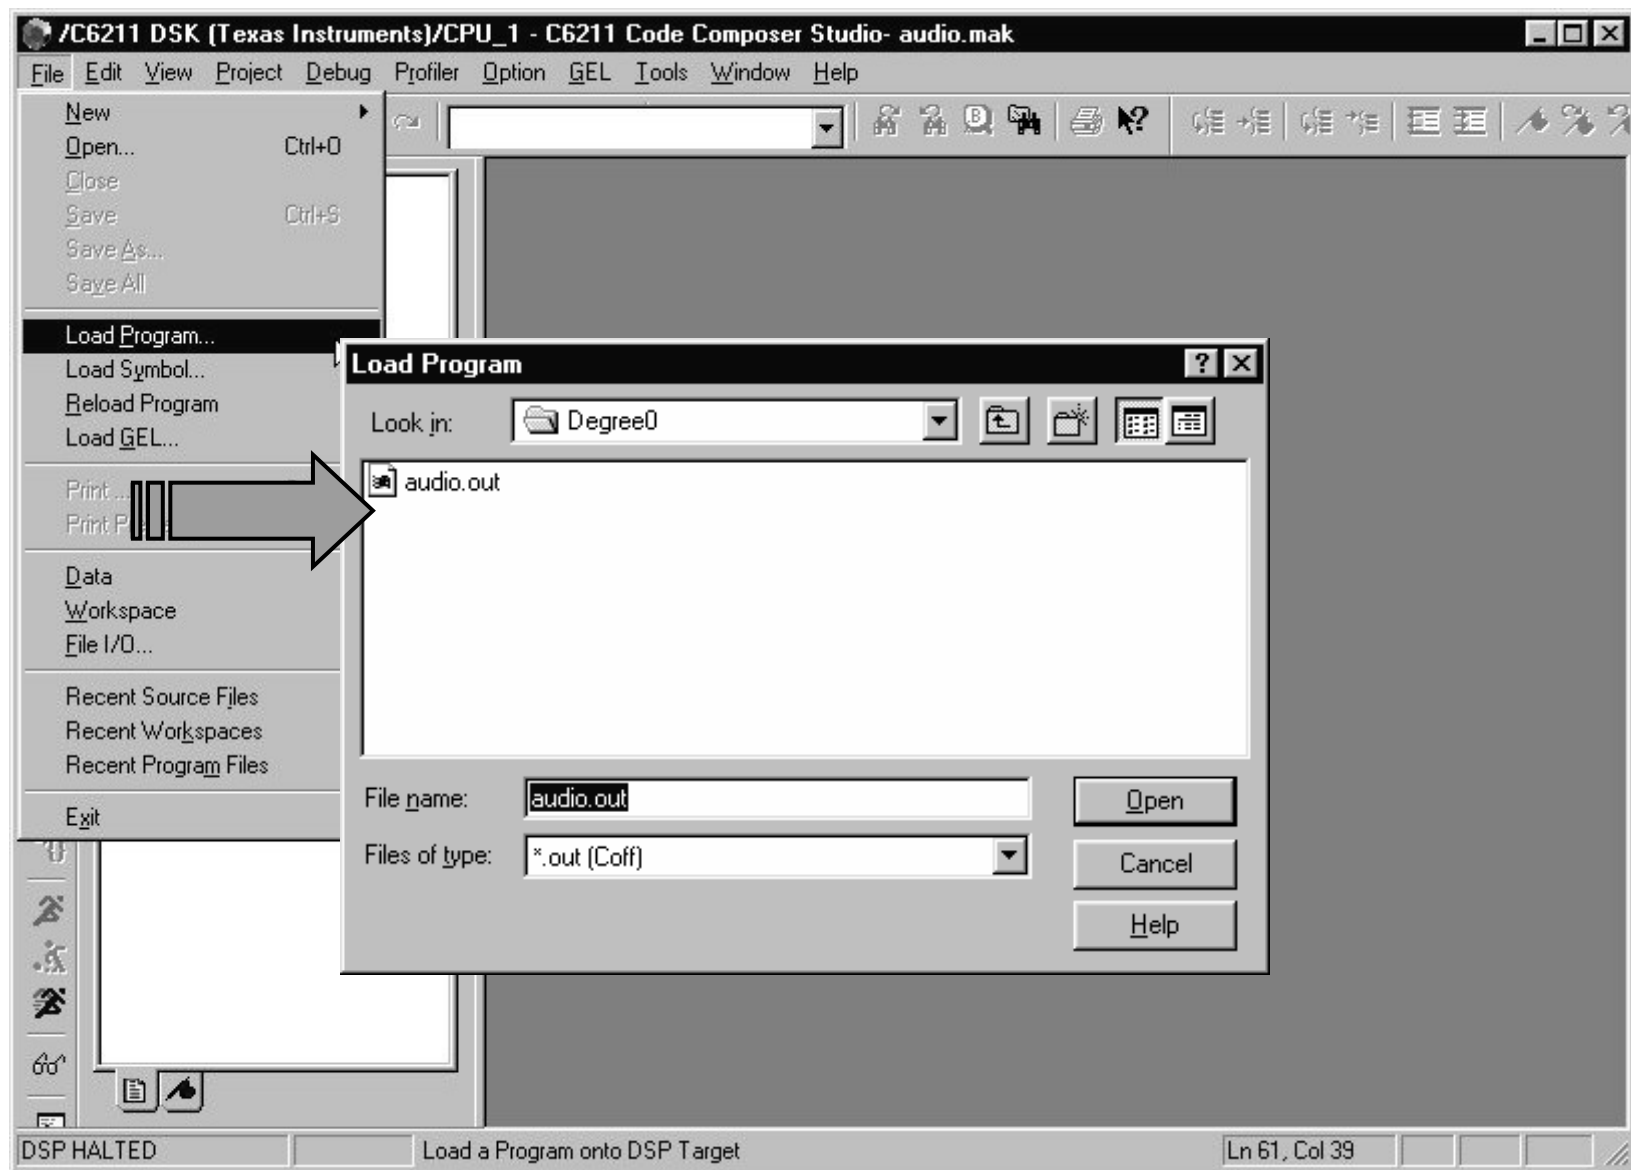 /C6211 DSK (Texas Instruments)/CPU_1 - C6211 Code Composer Studio- audio.mak
File Edit View Project Debug Profiler Option GEL Tools Window Help
New
Open... Ctrl+O
Close
Save Ctrl+S
Save As...
Save All
Load Program...
Load Symbol...
Reload Program
Load GEL...
Print ...
Print P
Data
Workspace
File I/O...
Recent Source Files
Recent Workspaces
Recent Program Files
Exit
Load Program
Look in: Degree0
audio.out
File name: audio.out Open
Files of type: *.out (Coff) Cancel
Help
DSP HALTED Load a Program onto DSP Target Ln 61, Col 39